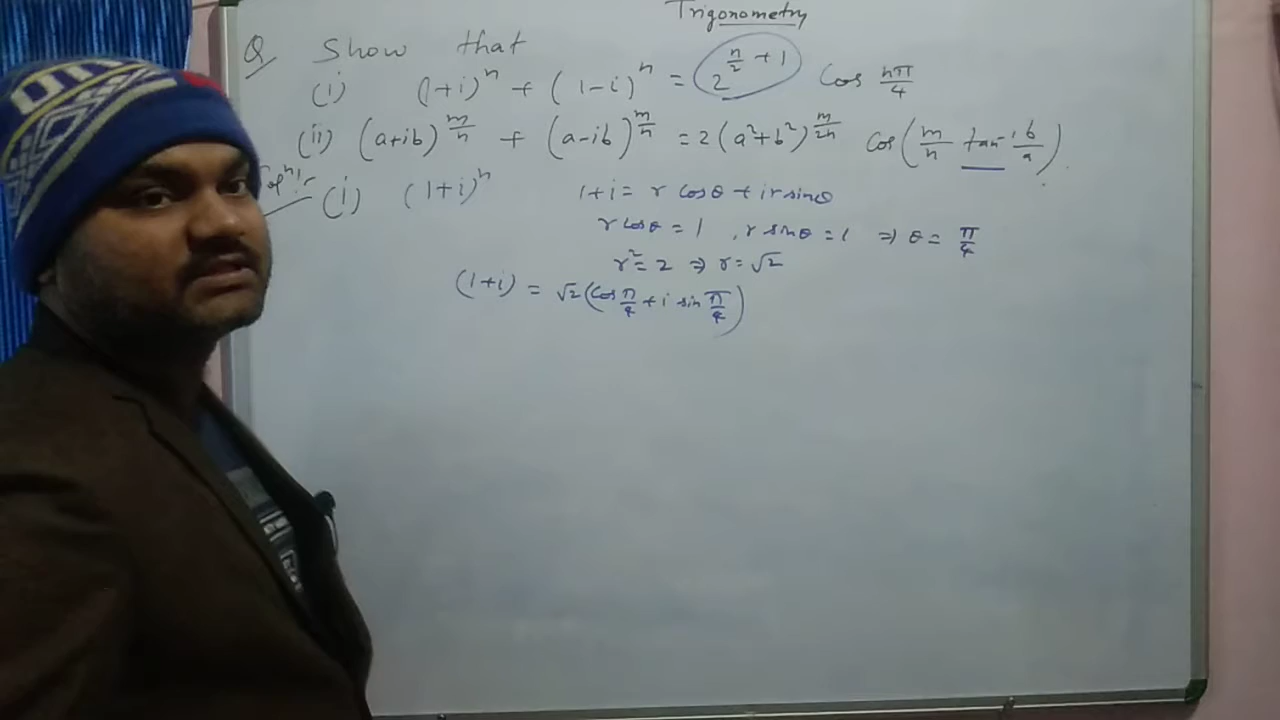 Trigonometry
Q Show that
(i) (1+i)^n + (1-i)^n = 2^(n/2 + 1) Cos nπ/4
(ii) (a+ib)^(m/n) + (a-ib)^(m/n) = 2(a²+b²)^(m/2n) Cos(m/n tan⁻¹ b/a).
(i) (1+i)^n 1+i = r cosθ + i r sinθ
r cosθ = 1 , r sinθ = 1 ⇒ θ = π/4
r² = 2 ⇒ r = √2
(1+i) = √2 (Cos π/4 + i sin π/4)